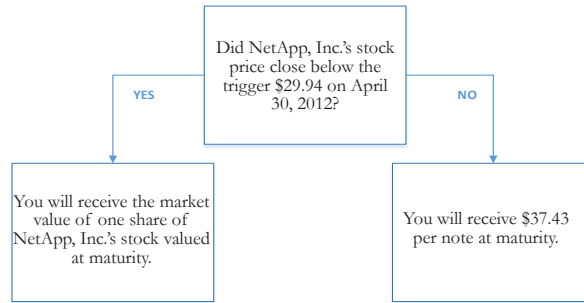 Did NetApp, Inc.'s stock
price close below the
trigger $29.94 on April
30, 2012?
YES
NO
You will receive the market
value of one share of
NetApp, Inc.'s stock valued
at maturity.
You will receive $37.43
per note at maturity.